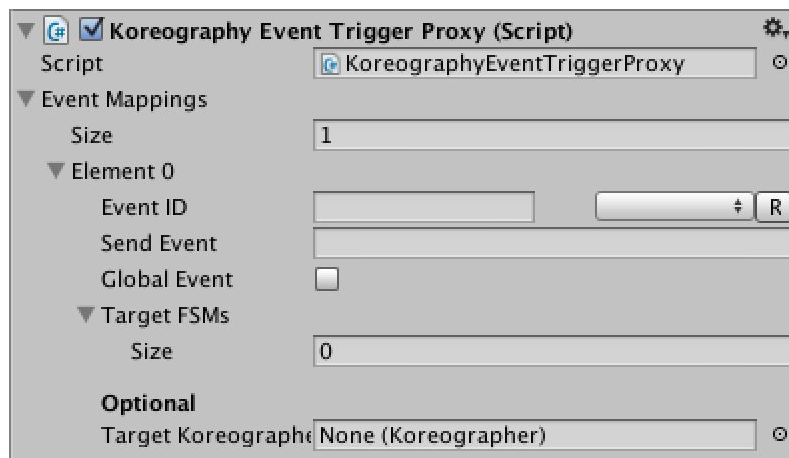 Koreography Event Trigger Proxy (Script)
Script KoreographyEventTriggerProxy
Event Mappings
Size 1
Element 0
Event ID R
Send Event
Global Event
Target FSMs
Size 0
Optional
Target Koreographe None (Koreographer)